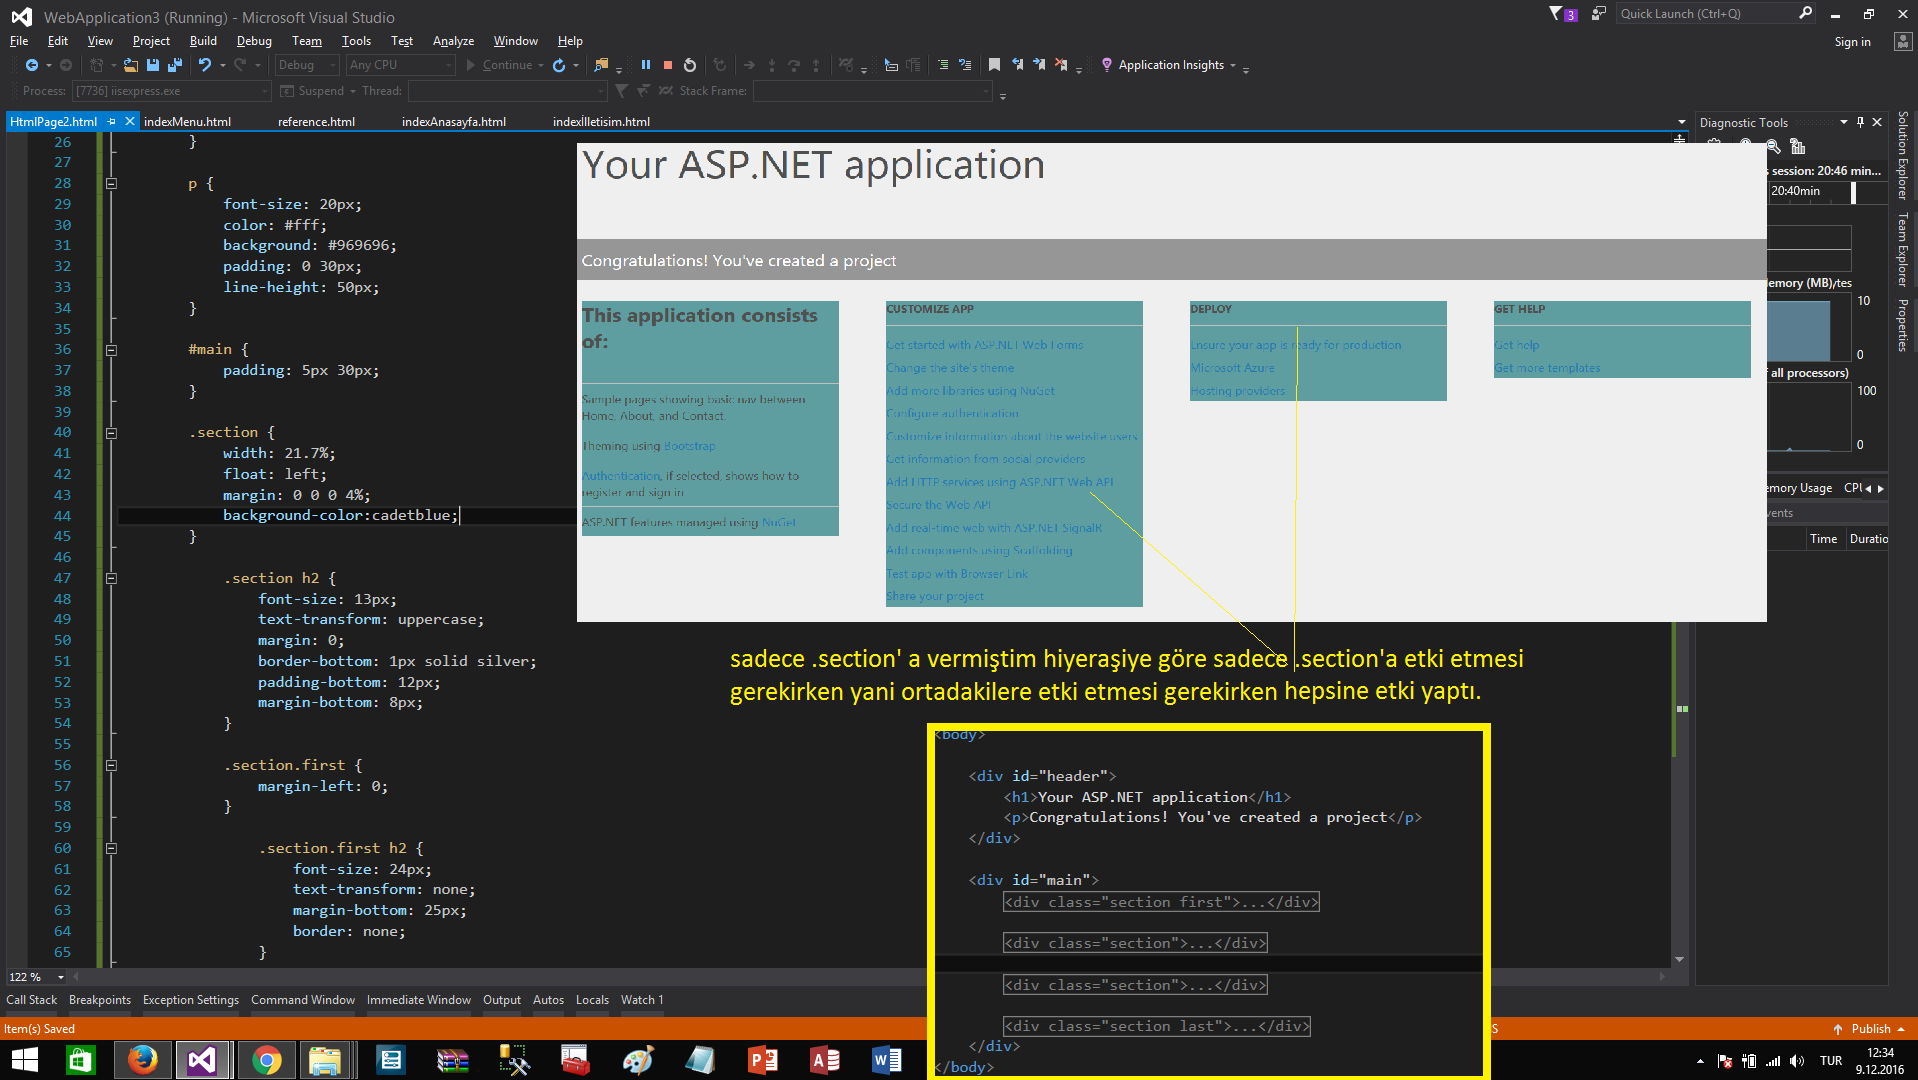 WebApplication3 (Running) - Microsoft Visual Studio
3
Quick Launch (Ctrl+Q)
File Edit View Project Build Debug Team Tools Test Analyze Window Help
Sign in
Debug Any CPU Continue Application Insights
Process: [7736] iisexpress.exe Suspend Thread: Stack Frame:
HtmlPage2.html indexMenu.html reference.html indexAnasayfa.html indexIletisim.html
Diagnostic Tools
Solution Explorer
Team Explorer
Properties
26 }
27
28 p {
29 font-size: 20px;
30 color: #fff;
31 background: #969696;
32 padding: 0 30px;
33 line-height: 50px;
34 }
35
36 #main {
37 padding: 5px 30px;
38 }
39
40 .section {
41 width: 21.7%;
42 float: left;
43 margin: 0 0 0 4%;
44 background-color:cadetblue;
45 }
46
47 .section h2 {
48 font-size: 13px;
49 text-transform: uppercase;
50 margin: 0;
51 border-bottom: 1px solid silver;
52 padding-bottom: 12px;
53 margin-bottom: 8px;
54 }
55
56 .section.first {
57 margin-left: 0;
58 }
59
60 .section.first h2 {
61 font-size: 24px;
62 text-transform: none;
63 margin-bottom: 25px;
64 border: none;
65 }
Your ASP.NET application
Congratulations! You've created a project
This application consists
of:
Sample pages showing basic nav between
Home, About, and Contact.
Theming using Bootstrap
Authentication, if selected, shows how to
register and sign in
ASP.NET features managed using NuGet
CUSTOMIZE APP
Get started with ASP.NET Web Forms
Change the site's theme
Add more libraries using NuGet
Configure authentication
Customize information about the website users
Get information from social providers
Add HTTP services using ASP.NET Web API
Secure the Web API
Add real-time web with ASP.NET SignalR
Add components using Scaffolding
Test app with Browser Link
Share your project
DEPLOY
Ensure your app is ready for production
Microsoft Azure
Hosting providers
GET HELP
Get help
Get more templates
session: 20:46 min...
20:40min
emory (MB)/tes
10
0
all processors)
100
0
emory Usage CPU
vents
Time Duratio
sadece .section' a vermiştim hiyeraşiye göre sadece .section'a etki etmesi
gerekirken yani ortadakilere etki etmesi gerekirken hepsine etki yaptı.
<body>
<div id="header">
<h1>Your ASP.NET application</h1>
<p>Congratulations! You've created a project</p>
</div>
<div id="main">
<div class="section first">...</div>
<div class="section">...</div>
<div class="section">...</div>
<div class="section last">...</div>
</div>
</body>
122 %
Call Stack Breakpoints Exception Settings Command Window Immediate Window Output Autos Locals Watch 1
Item(s) Saved
S
Publish
TUR
12:34
9.12.2016